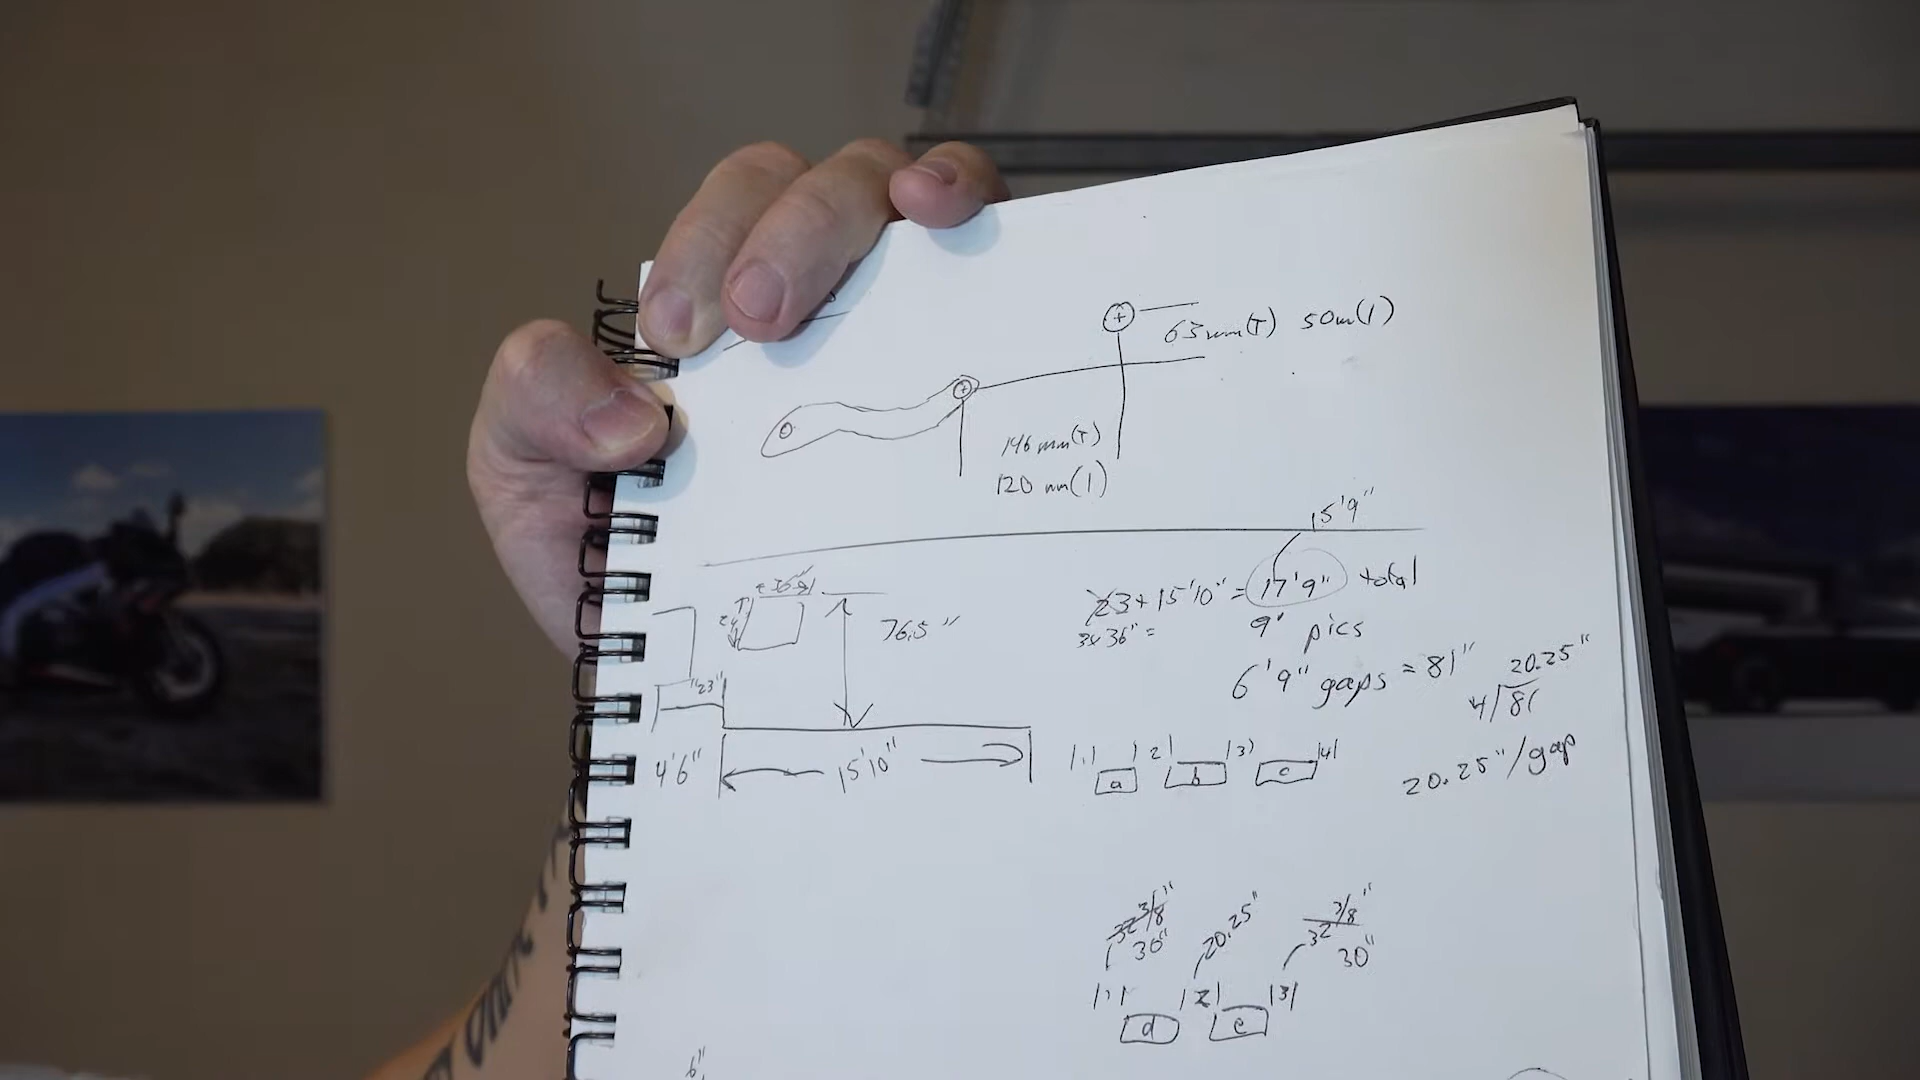 63mm(T) 50m(1)
146mm(T)
120mm(1)
15'9"
23+15'10"=17'9" total
3x36"=
9' pics
6'9" gaps = 81"
20.25"
4/81
20.25"/gap
76.5"
"23"
4'6"
15'10"
|1| |2| |3| |4|
a b c
32 3/8"
30"
20.25"
32 3/8"
30"
|1| |2| |3|
d e
6"